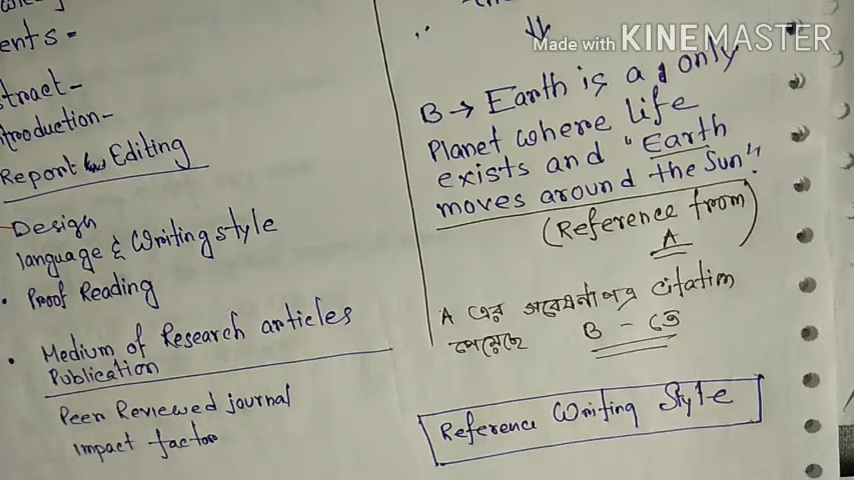 ents -
tract -
troduction -
Report Editing
Design
language & Writing style
• Proof Reading
• Medium of Research articles
Publication
Peer Reviewed journal
Impact factor
Made with KINEMASTER
B → Earth is a only
Planet where life
exists and "Earth
moves around the Sun".
(Reference from)
A
A এর গবেষণাপত্র citation
পেয়েছে B - তে
Reference Writing Style